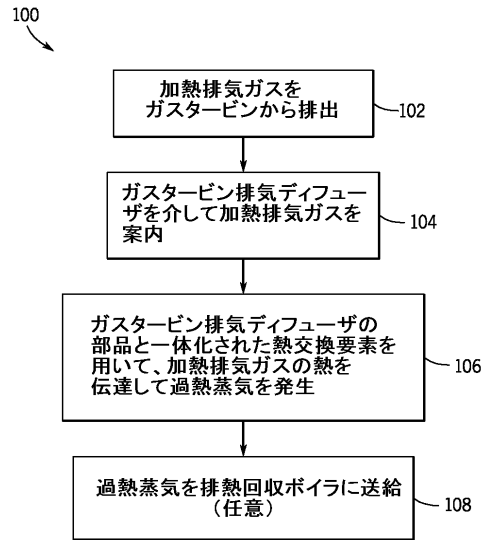 100
加熱排気ガスを
ガスタービンから排出
102
ガスタービン排気ディフュー
ザを介して加熱排気ガスを
案内
104
ガスタービン排気ディフューザの
部品と一体化された熱交換要素を
用いて、加熱排気ガスの熱を
伝達して過熱蒸気を発生
106
過熱蒸気を排熱回収ボイラに送給
（任意）
108